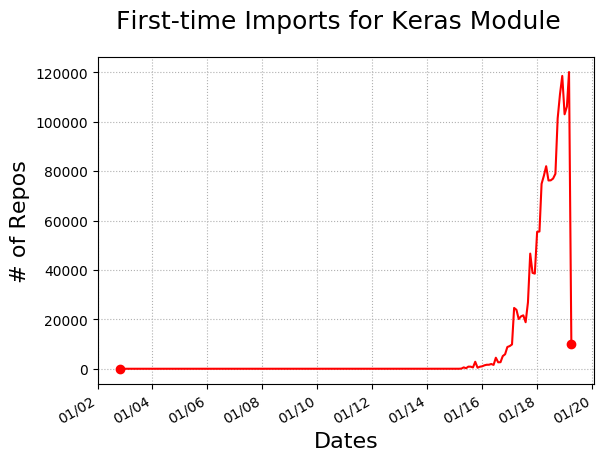 First-time Imports for Keras Module
# of Repos
120000
100000
80000
60000
40000
20000
0
01/02 01/04 01/06 01/08 01/10 01/12 01/14 01/16 01/18 01/20
Dates